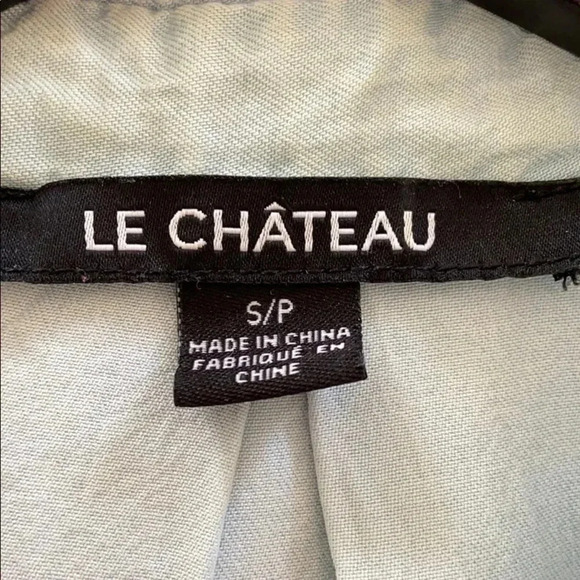 LE CHÂTEAU
S/P
MADE IN CHINA
FABRIQUÉ EN
CHINE